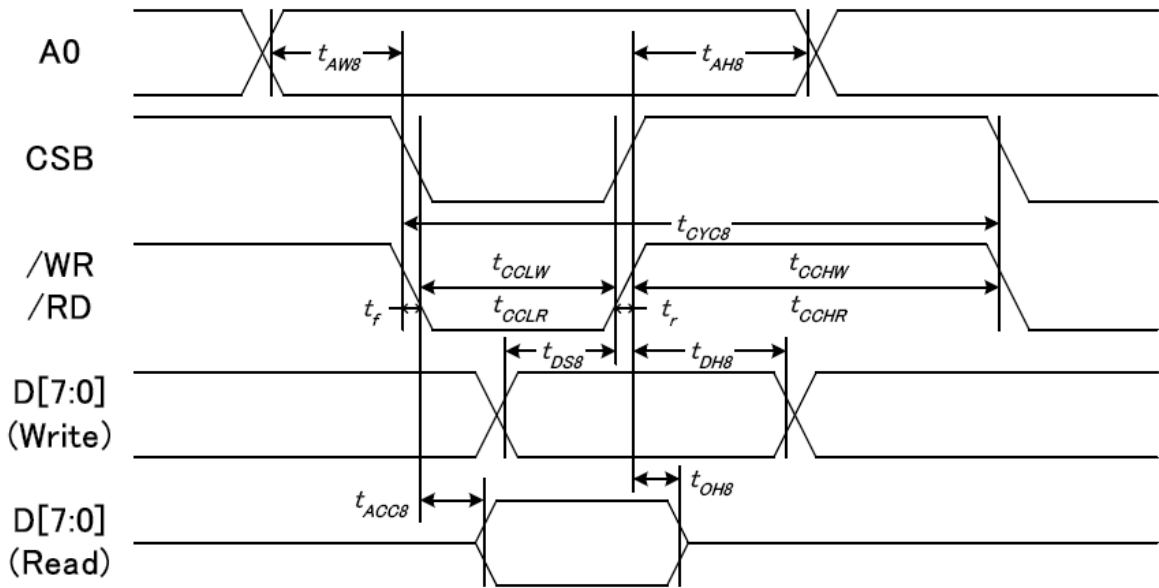 A0
t_AW8
t_AH8
CSB
t_CYC8
/WR
/RD
t_CCLW
t_CCHW
t_f
t_CCLR
t_r
t_CCHR
t_DS8
t_DH8
D[7:0]
(Write)
t_ACC8
t_OH8
D[7:0]
(Read)